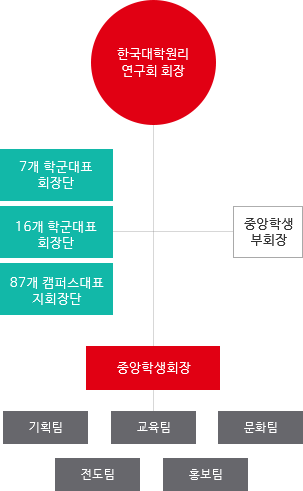 한국대학원리
연구회 회장
7개 학군대표
회장단
16개 학군대표
회장단
87개 캠퍼스대표
지회장단
중앙학생
부회장
중앙학생회장
기획팀
교육팀
문화팀
전도팀
홍보팀